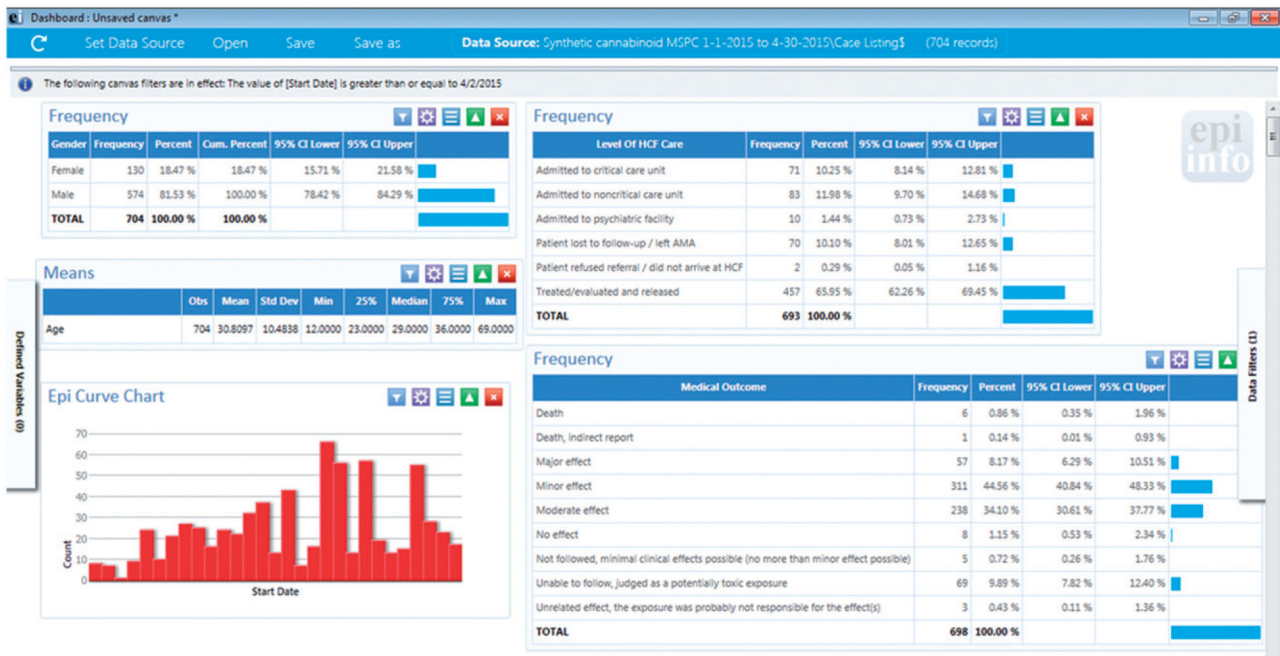 ei Dashboard : Unsaved canvas *
Set Data Source Open Save Save as Data Source: Synthetic cannabinoid MSPC 1-1-2015 to 4-30-2015\Case Listing$ (704 records)
The following canvas filters are in effect: The value of [Start Date] is greater than or equal to 4/2/2015
Frequency
Gender Frequency Percent Cum. Percent 95% CI Lower 95% CI Upper
Female 130 18.47 % 18.47 % 15.71 % 21.58 %
Male 574 81.53 % 100.00 % 78.42 % 84.29 %
TOTAL 704 100.00 % 100.00 %
Means
Obs Mean Std Dev Min 25% Median 75% Max
Age 704 30.8097 10.4838 12.0000 23.0000 29.0000 36.0000 69.0000
Epi Curve Chart
70
60
50
40
30
20
10
0
Count
Start Date
Defined Variables (0)
Frequency
Level Of HCF Care Frequency Percent 95% CI Lower 95% CI Upper
Admitted to critical care unit 71 10.25 % 8.14 % 12.81 %
Admitted to noncritical care unit 83 11.98 % 9.70 % 14.68 %
Admitted to psychiatric facility 10 1.44 % 0.73 % 2.73 %
Patient lost to follow-up / left AMA 70 10.10 % 8.01 % 12.65 %
Patient refused referral / did not arrive at HCF 2 0.29 % 0.05 % 1.16 %
Treated/evaluated and released 457 65.95 % 62.26 % 69.45 %
TOTAL 693 100.00 %
Frequency
Medical Outcome Frequency Percent 95% CI Lower 95% CI Upper
Death 6 0.86 % 0.35 % 1.96 %
Death, indirect report 1 0.14 % 0.01 % 0.93 %
Major effect 57 8.17 % 6.29 % 10.51 %
Minor effect 311 44.56 % 40.84 % 48.33 %
Moderate effect 238 34.10 % 30.61 % 37.77 %
No effect 8 1.15 % 0.53 % 2.34 %
Not followed, minimal clinical effects possible (no more than minor effect possible) 5 0.72 % 0.26 % 1.76 %
Unable to follow, judged as a potentially toxic exposure 69 9.89 % 7.82 % 12.40 %
Unrelated effect, the exposure was probably not responsible for the effect(s) 3 0.43 % 0.11 % 1.36 %
TOTAL 698 100.00 %
epi
info
Data Filters (1)